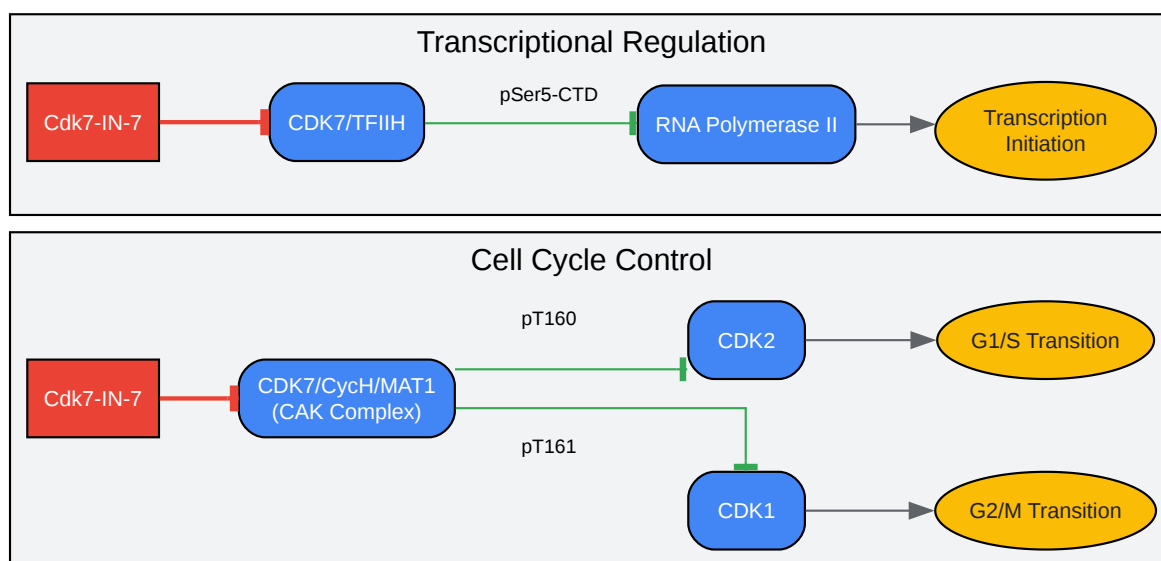 Transcriptional Regulation
Cdk7-IN-7
CDK7/TFIIH
pSer5-CTD
RNA Polymerase II
Transcription
Initiation
Cell Cycle Control
Cdk7-IN-7
CDK7/CycH/MAT1
(CAK Complex)
pT160
pT161
CDK2
G1/S Transition
CDK1
G2/M Transition